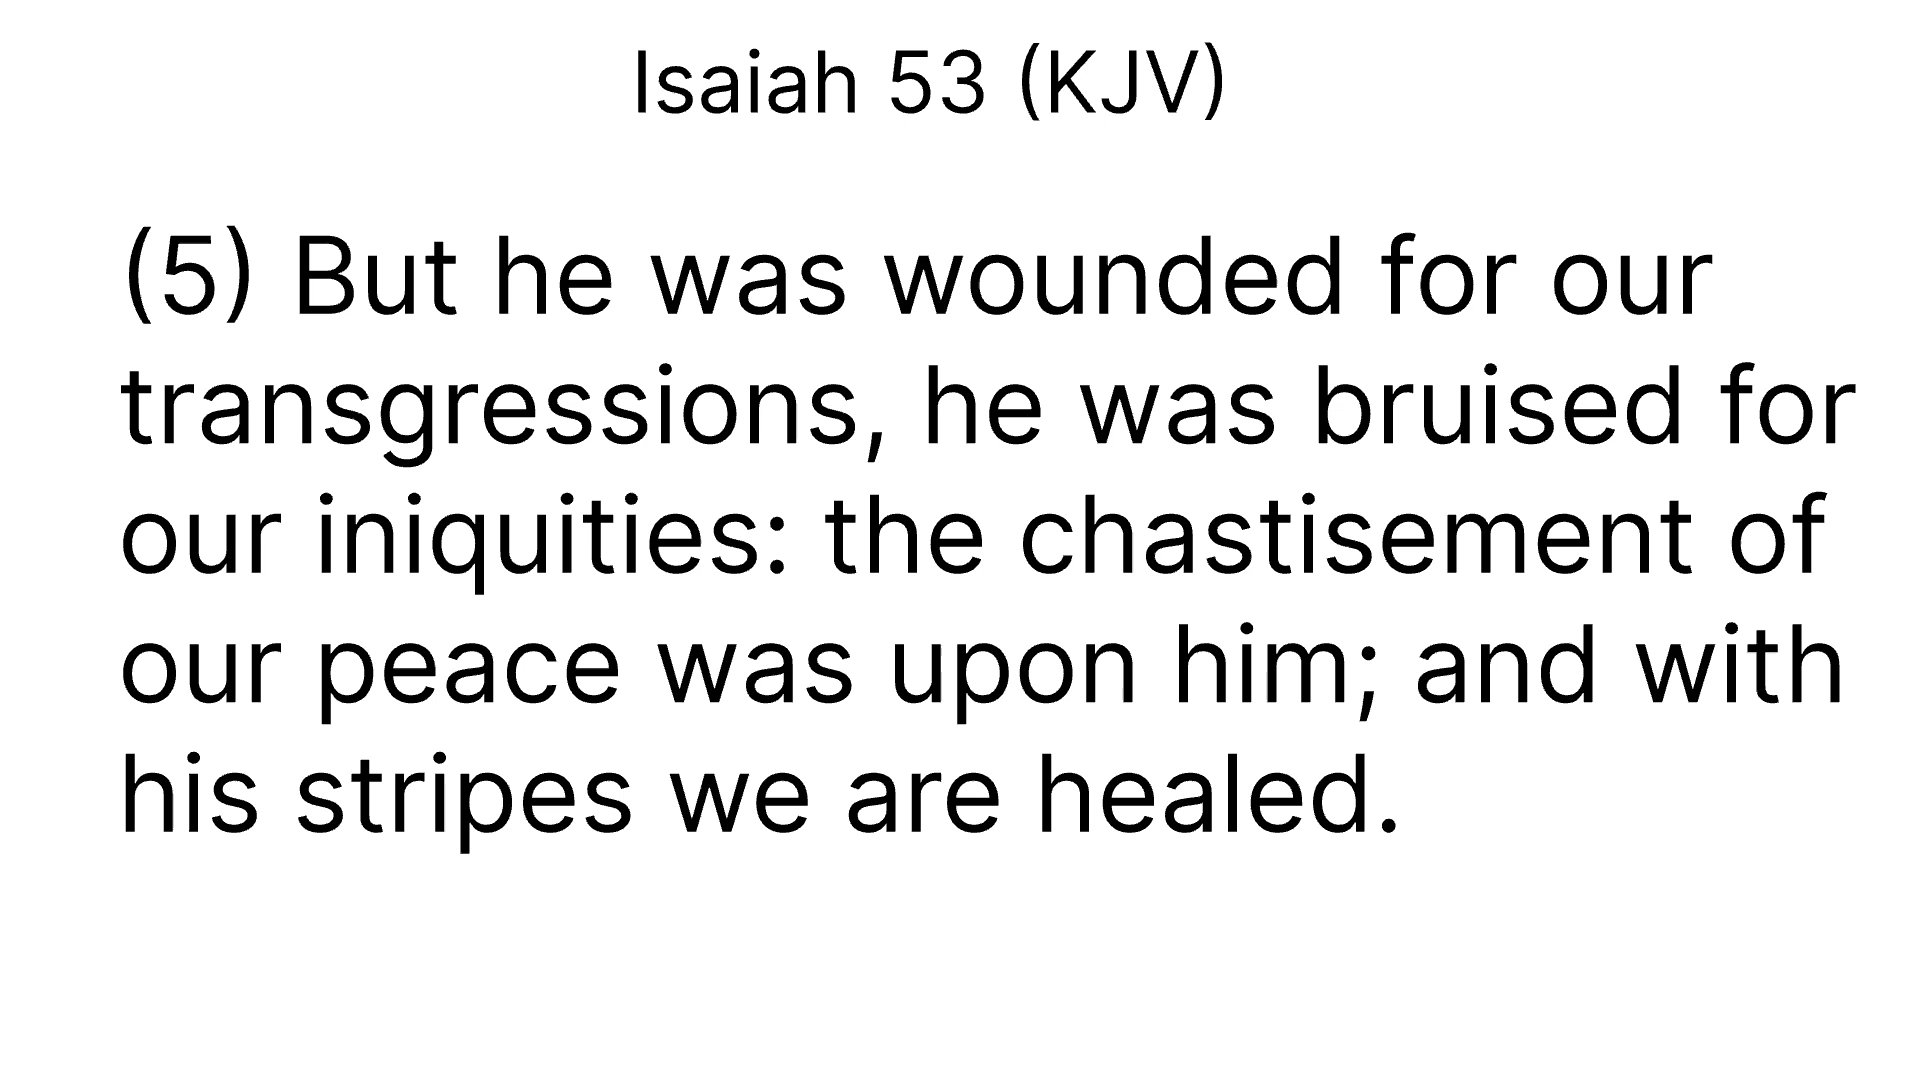 Isaiah 53 (KJV)
(5) But he was wounded for our
transgressions, he was bruised for
our iniquities: the chastisement of
our peace was upon him; and with
his stripes we are healed.